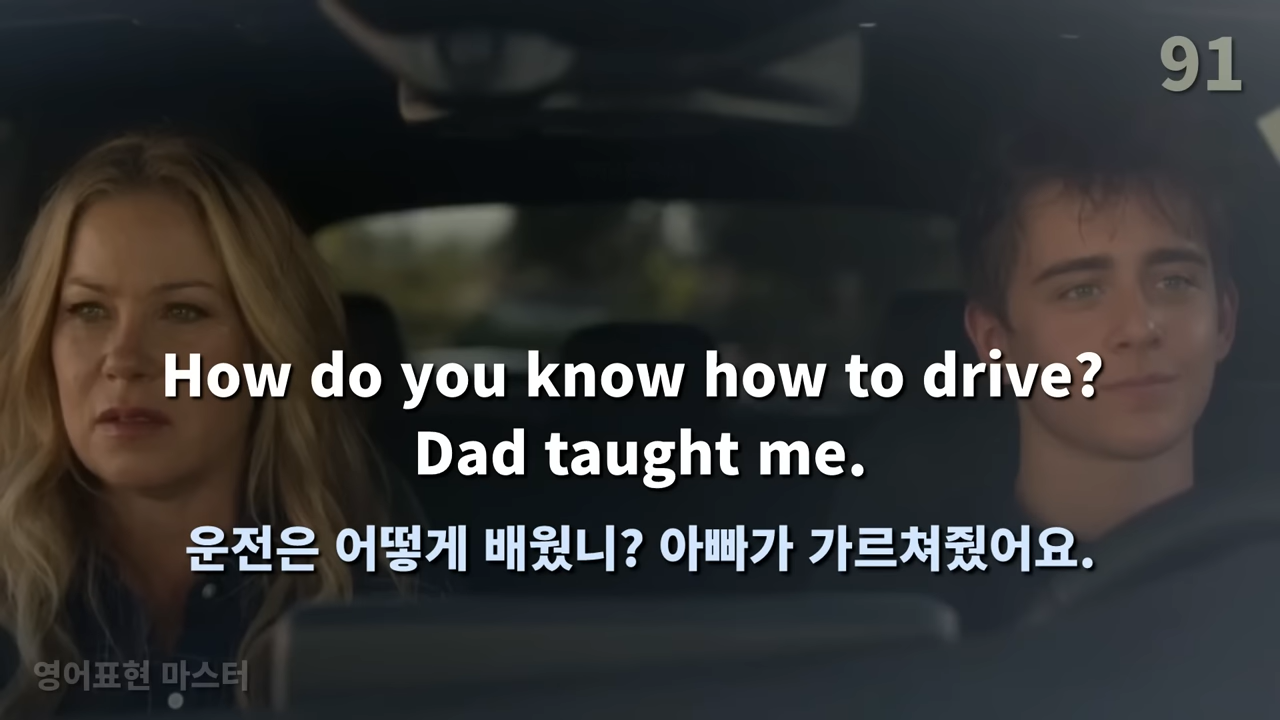 91
How do you know how to drive?
Dad taught me.
운전은 어떻게 배웠니? 아빠가 가르쳐줬어요.
영어표현 마스터